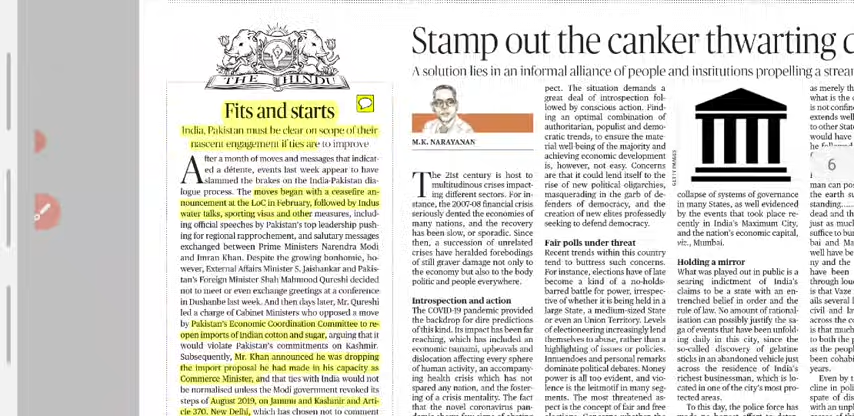 THE HINDU
Fits and starts
India, Pakistan must be clear on scope of their
nascent engagement if ties are to improve
After a month of moves and messages that indicat-
ed a détente, events last week appear to have
slammed the brakes on the India-Pakistan dia-
logue process. The moves began with a ceasefire an-
nouncement at the LoC in February, followed by Indus
water talks, sporting visas and other measures, includ-
ing official speeches by Pakistan's top leadership push-
ing for regional rapprochement, and salutary messages
exchanged between Prime Ministers Narendra Modi
and Imran Khan. Despite the growing bonhomie, ho-
wever, External Affairs Minister S. Jaishankar and Pakis-
tan's Foreign Minister Shah Mahmood Qureshi decided
not to meet or even exchange greetings at a conference
in Dushanbe last week. And then days later, Mr. Qureshi
led a charge of Cabinet Ministers who opposed a move
by Pakistan's Economic Coordination Committee to re-
open imports of Indian cotton and sugar, arguing that it
would violate Pakistan's commitments on Kashmir.
Subsequently, Mr. Khan announced he was dropping
the import proposal he had made in his capacity as
Commerce Minister, and that ties with India would not
be normalised unless the Modi government revoked its
steps of August 2019, on Jammu and Kashmir and Arti-
cle 370. New Delhi, which has chosen not to comment
Stamp out the canker thwarting
A solution lies in an informal alliance of people and institutions propelling a
M.K. NARAYANAN
The 21st century is host to
multitudinous crises impact-
ing different sectors. For in-
stance, the 2007-08 financial crisis
seriously dented the economies of
many nations, and the recovery
has been slow, or sporadic. Since
then, a succession of unrelated
crises have heralded forebodings
of still graver damage not only to
the economy but also to the body
politic and people everywhere.
Introspection and action
The COVID-19 pandemic provided
the backdrop for dire predictions
of this kind. Its impact has been far
reaching, which has included an
economic tsunami, upheavals and
dislocation affecting every sphere
of human activity, an accompany-
ing health crisis which has not
spared any nation, and the foster-
ing of a crisis mentality. The fact
that the novel coronavirus pan-
pect. The situation demands a
great deal of introspection fol-
lowed by conscious action. Find-
ing an optimal combination of
authoritarian, populist and demo-
cratic trends, to ensure the mate-
rial well-being of the majority and
achieving economic development
is, however, not easy. Concerns
are that it could lend itself to the
rise of new political oligarchies,
masquerading in the garb of de-
fenders of democracy, and the
creation of new elites professedly
seeking to defend democracy.
Fair polls under threat
Recent trends within this country
tend to buttress such concerns.
For instance, elections have of late
become kind of a no-holds-
barred battle for power, irrespec-
tive of whether it is being held in a
large State, a medium-sized State
or even an Union Territory. Levels
of electioneering increasingly lend
themselves to abuse, rather than a
highlighting of issues or policies.
Innuendoes and personal remarks
dominate political debates. Money
power is all too evident, and vio-
lence is the leitmotif in many seg-
ments. The most threatened as-
pect is the concept of fair and free
GETTY IMAGES
collapse of systems of governance
in many States, as well evidenced
by the events that took place re-
cently in India's Maximum City,
and the nation's economic capital,
viz., Mumbai.
Holding a mirror
What was played out in public is a
searing indictment of India's
claims to be a state with an en-
trenched belief in order and the
rule of law. No amount of rational-
isation can possibly justify the sa-
ga of events that have been unfold-
ing daily in this city, since the
so-called discovery of gelatine
sticks in an abandoned vehicle just
across the residence of India's
richest businessman, which is lo-
cated in one of the city's most elite
tected areas.
To this day, the police force has
6